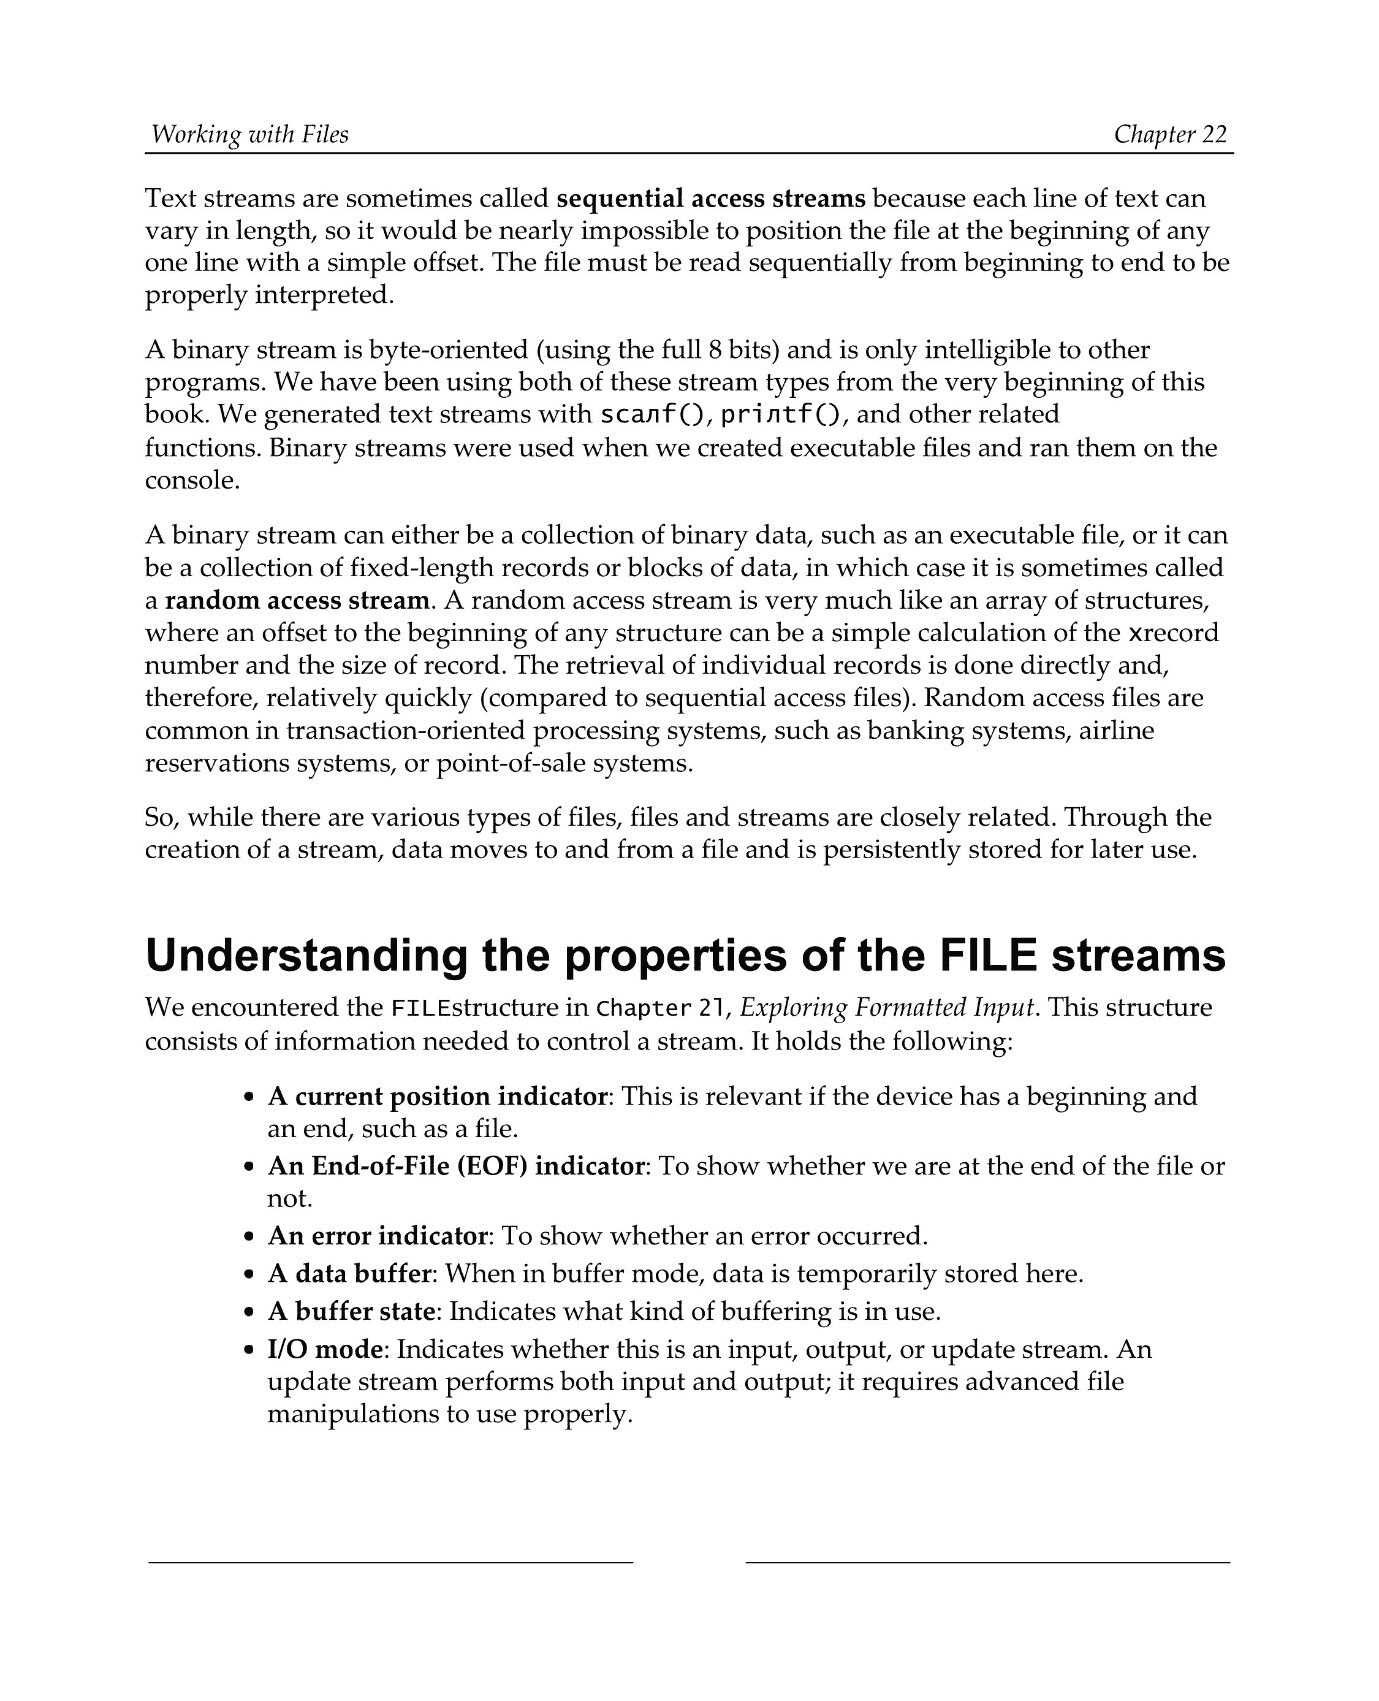 Working with Files Chapter 22
Text streams are sometimes called sequential access streams because each line of text can
vary in length, so it would be nearly impossible to position the file at the beginning of any
one line with a simple offset. The file must be read sequentially from beginning to end to be
properly interpreted.
A binary stream is byte-oriented (using the full 8 bits) and is only intelligible to other
programs. We have been using both of these stream types from the very beginning of this
book. We generated text streams with scanf(), printf(), and other related
functions. Binary streams were used when we created executable files and ran them on the
console.
A binary stream can either be a collection of binary data, such as an executable file, or it can
be a collection of fixed-length records or blocks of data, in which case it is sometimes called
a random access stream. A random access stream is very much like an array of structures,
where an offset to the beginning of any structure can be a simple calculation of the xrecord
number and the size of record. The retrieval of individual records is done directly and,
therefore, relatively quickly (compared to sequential access files). Random access files are
common in transaction-oriented processing systems, such as banking systems, airline
reservations systems, or point-of-sale systems.
So, while there are various types of files, files and streams are closely related. Through the
creation of a stream, data moves to and from a file and is persistently stored for later use.
Understanding the properties of the FILE streams
We encountered the FILEstructure in Chapter 21, Exploring Formatted Input. This structure
consists of information needed to control a stream. It holds the following:
• A current position indicator: This is relevant if the device has a beginning and
an end, such as a file.
• An End-of-File (EOF) indicator: To show whether we are at the end of the file or
not.
• An error indicator: To show whether an error occurred.
• A data buffer: When in buffer mode, data is temporarily stored here.
• A buffer state: Indicates what kind of buffering is in use.
• I/O mode: Indicates whether this is an input, output, or update stream. An
update stream performs both input and output; it requires advanced file
manipulations to use properly.